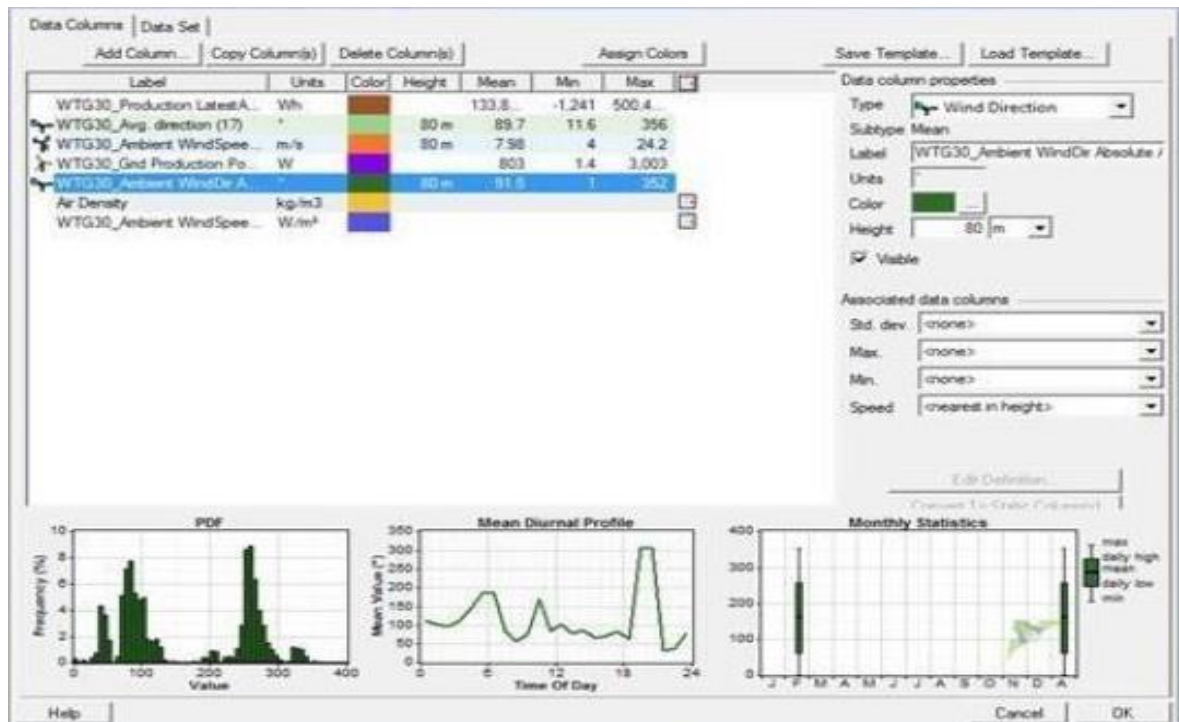 Data Columns Data Set
Add Column... Copy Column(s) Delete Column(s) Assign Colors Save Template... Load Template...
Label Units Color Height Mean Min Max
WTG30_Production LatestA... Wh 133.8... -1.241 500.4...
WTG30_Avg. direction (17) ° 80 m 89.7 11.6 356
WTG30_Ambient WindSpee... m/s 80 m 7.98 4 24.2
WTG30_Grid Production Po... W 803 1.4 3,003
WTG30_Ambient WindDir A... ° 80 m 91.5 1 352
Air Density kg/m3
WTG30_Ambient WindSpee... W/m²
Data column properties
Type Wind Direction
Subtype Mean
Label WTG30_Ambient WindDir Absolute
Units °
Color ...
Height 80 m
Visible
Associated data columns
Std. dev. <none>
Max. <none>
Min. <none>
Speed <nearest in height>
Edit Definition...
Convert To Static Column(s)
PDF
Frequency (%)
10
8
6
4
2
0
0 100 200 300 400
Value
Mean Diurnal Profile
Mean Value (°)
350
300
250
200
150
100
50
0
0 6 12 18 24
Time Of Day
Monthly Statistics
400
300
200
100
0
J F M A M J J A S O N D A
max
daily high
mean
daily low
min
Help Cancel OK